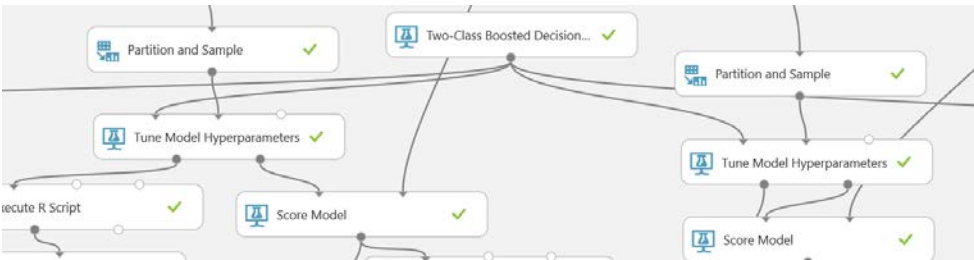 Partition and Sample
Two-Class Boosted Decision...
Partition and Sample
Tune Model Hyperparameters
Tune Model Hyperparameters
xecute R Script
Score Model
Score Model